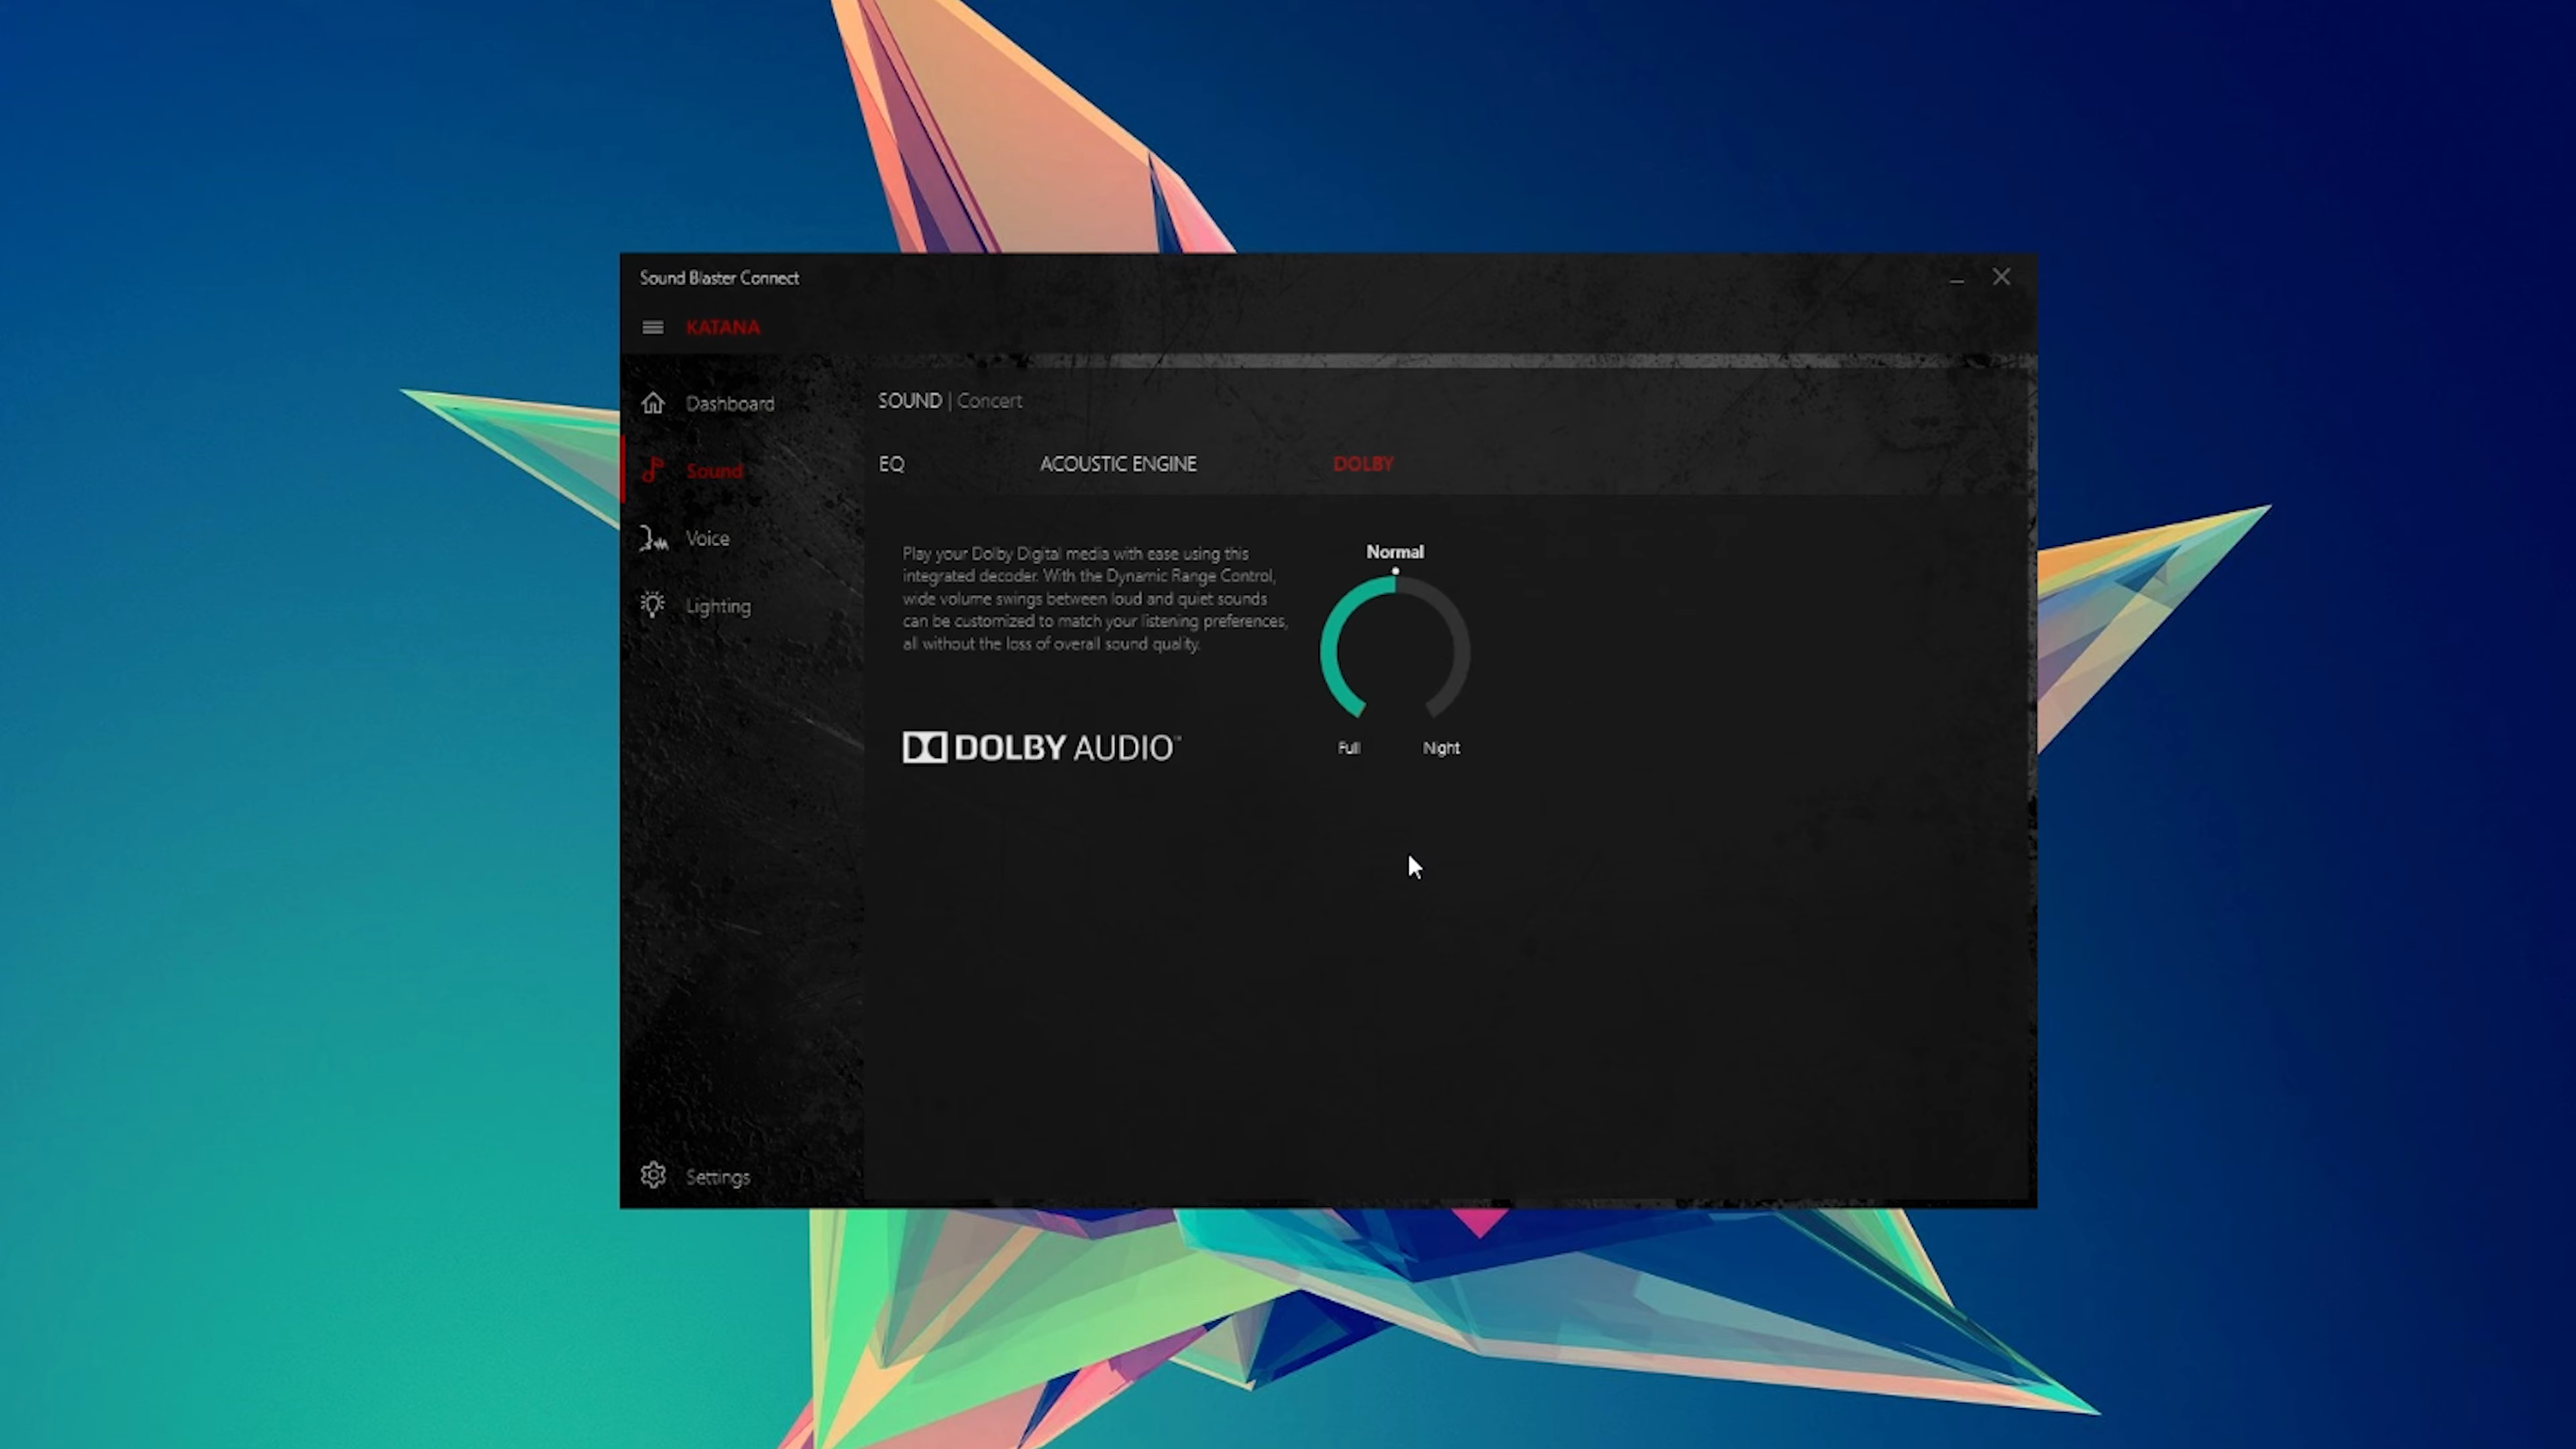 Sound Blaster Connect
KATANA
Dashboard
Sound
Voice
Lighting
Settings
SOUND | Concert
EQ
ACOUSTIC ENGINE
DOLBY
Play your Dolby Digital media with ease using this
integrated decoder. With the Dynamic Range Control,
wide volume swings between loud and quiet sounds
can be customized to match your listening preferences,
all without the loss of overall sound quality.
DOLBY AUDIO™
Normal
Full
Night